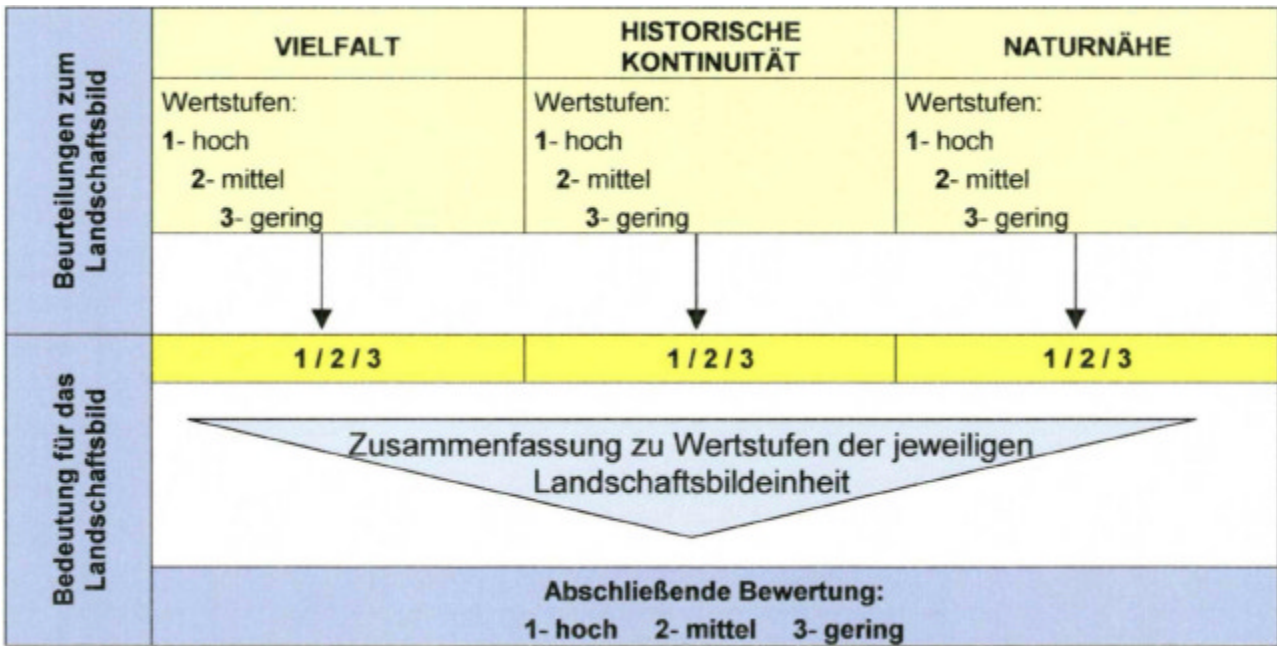 Beurteilungen zum
Landschaftsbild
VIELFALT
HISTORISCHE
KONTINUITÄT
NATURNÄHE
Wertstufen:
1- hoch
2- mittel
3- gering
Wertstufen:
1- hoch
2- mittel
3- gering
Wertstufen:
1- hoch
2- mittel
3- gering
Bedeutung für das
Landschaftsbild
1 / 2 / 3
1 / 2 / 3
1 / 2 / 3
Zusammenfassung zu Wertstufen der jeweiligen
Landschaftsbildeinheit
Abschließende Bewertung:
1- hoch 2- mittel 3- gering